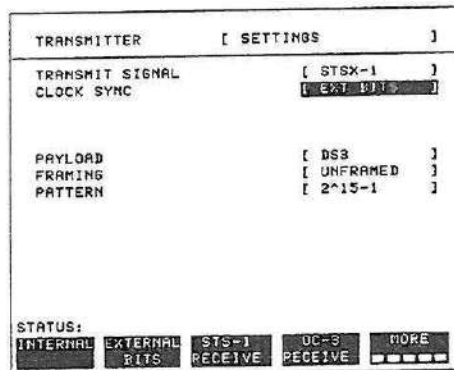 TRANSMITTER [ SETTINGS ]
TRANSMIT SIGNAL [ STSX-1 ]
CLOCK SYNC [ EXT BITS ]
PAYLOAD [ DS3 ]
FRAMING [ UNFRAMED ]
PATTERN [ 2^15-1 ]
STATUS:
INTERNAL EXTERNAL STS-1 OC-3 MORE
BITS RECEIVE RECEIVE